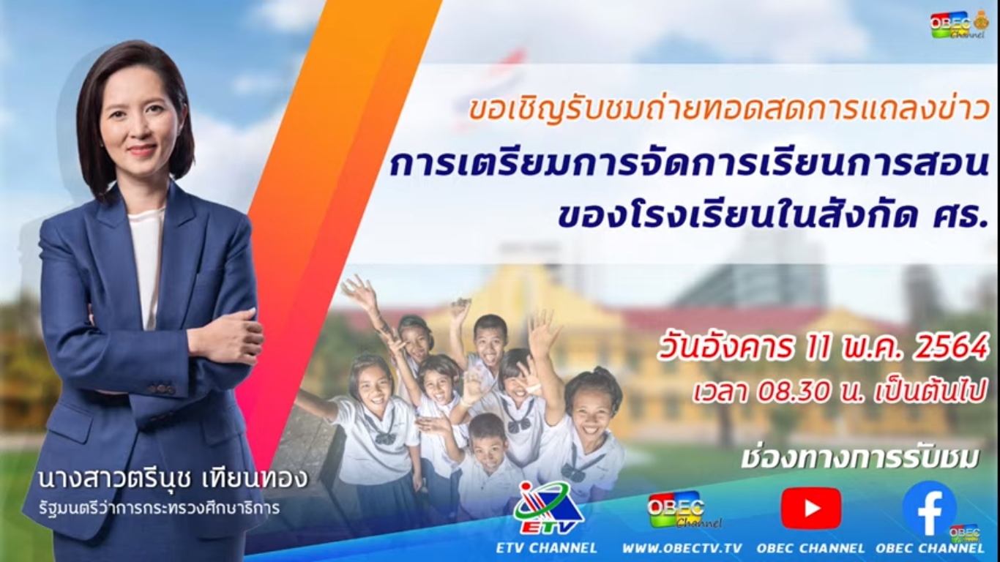 OBEC
Channel
ขอเชิญรับชมถ่ายทอดสดการแถลงข่าว
การเตรียมการจัดการเรียนการสอน
ของโรงเรียนในสังกัด ศธ.
วันอังคาร 11 พ.ค. 2564
เวลา 08.30 น. เป็นต้นไป
ช่องทางการรับชม
นางสาวตรีนุช เทียนทอง
รัฐมนตรีว่าการกระทรวงศึกษาธิการ
ETV
OBEC
Channel
OBEC
ETV CHANNEL
WWW.OBECTV.TV
OBEC CHANNEL
OBEC CHANNEL